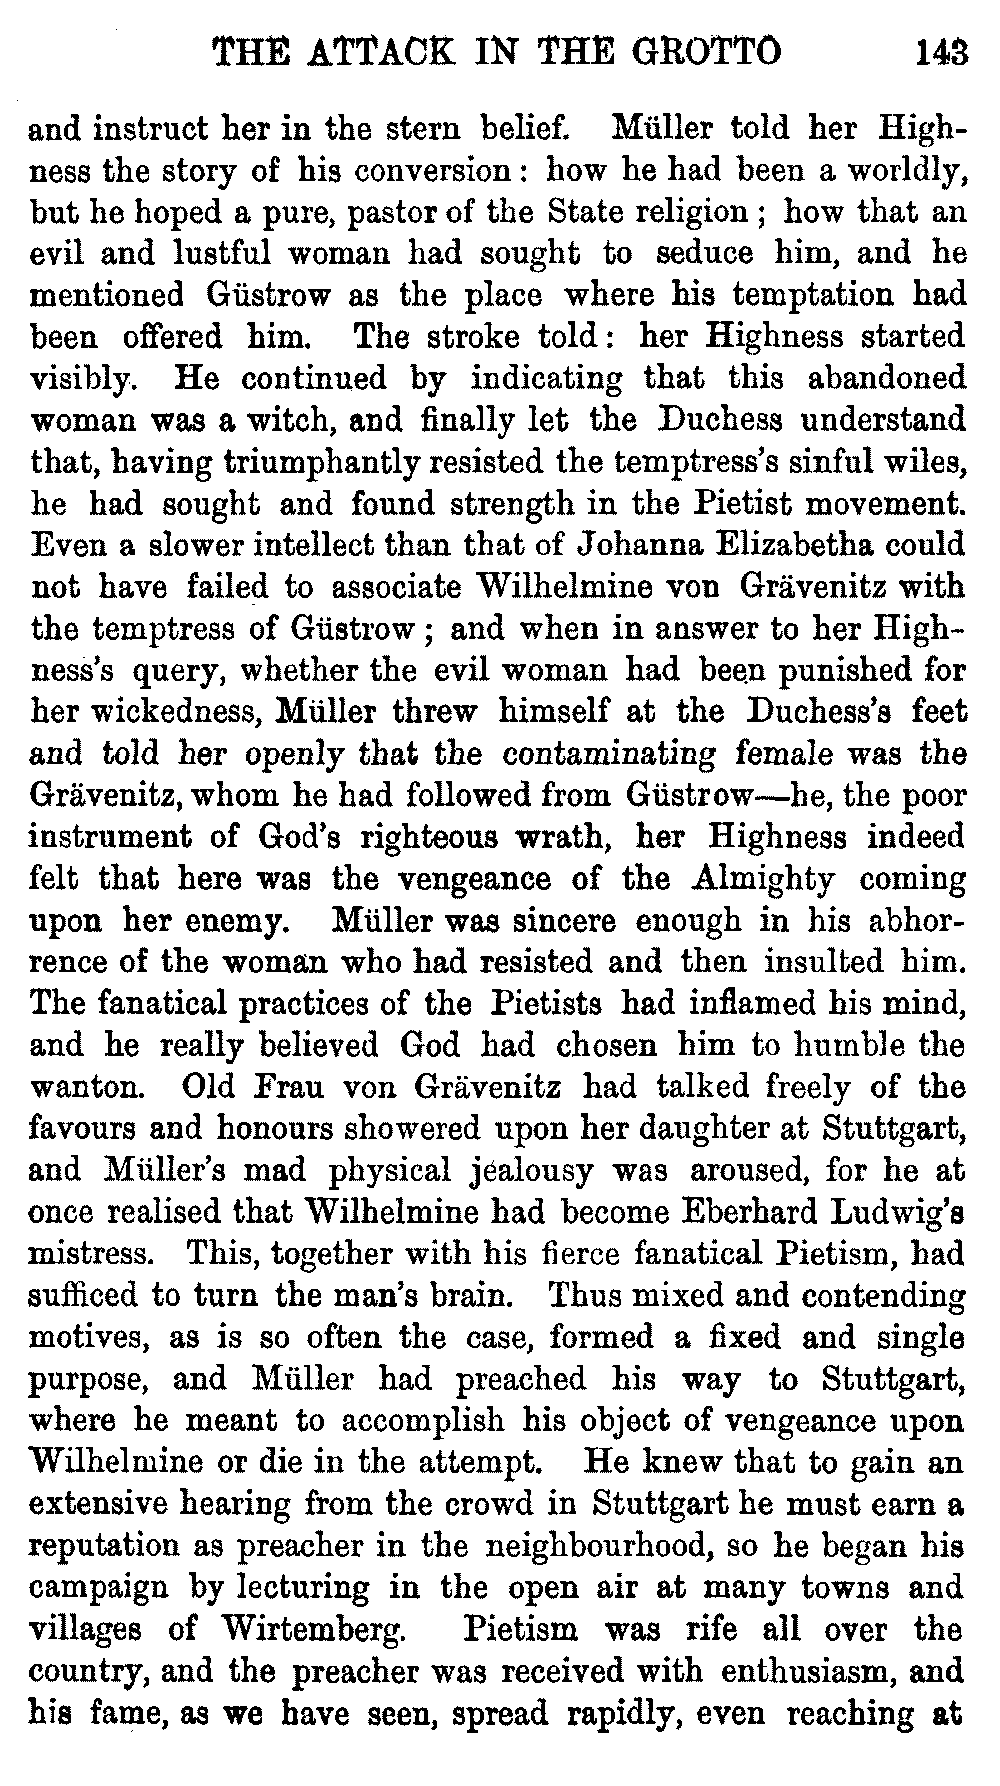 THE ATTACK IN THE GROTTO 143
and instruct her in the stern belief. Müller told her High-
ness the story of his conversion: how he had been a worldly,
but he hoped a pure, pastor of the State religion; how that an
evil and lustful woman had sought to seduce him, and he
mentioned Güstrow as the place where his temptation had
been offered him. The stroke told: her Highness started
visibly. He continued by indicating that this abandoned
woman was a witch, and finally let the Duchess understand
that, having triumphantly resisted the temptress's sinful wiles,
he had sought and found strength in the Pietist movement.
Even a slower intellect than that of Johanna Elizabetha could
not have failed to associate Wilhelmine von Grävenitz with
the temptress of Güstrow; and when in answer to her High-
ness's query, whether the evil woman had been punished for
her wickedness, Müller threw himself at the Duchess's feet
and told her openly that the contaminating female was the
Grävenitz, whom he had followed from Güstrow—he, the poor
instrument of God's righteous wrath, her Highness indeed
felt that here was the vengeance of the Almighty coming
upon her enemy. Müller was sincere enough in his abhor-
rence of the woman who had resisted and then insulted him.
The fanatical practices of the Pietists had inflamed his mind,
and he really believed God had chosen him to humble the
wanton. Old Frau von Grävenitz had talked freely of the
favours and honours showered upon her daughter at Stuttgart,
and Müller's mad physical jealousy was aroused, for he at
once realised that Wilhelmine had become Eberhard Ludwig's
mistress. This, together with his fierce fanatical Pietism, had
sufficed to turn the man's brain. Thus mixed and contending
motives, as is so often the case, formed a fixed and single
purpose, and Müller had preached his way to Stuttgart,
where he meant to accomplish his object of vengeance upon
Wilhelmine or die in the attempt. He knew that to gain an
extensive hearing from the crowd in Stuttgart he must earn a
reputation as preacher in the neighbourhood, so he began his
campaign by lecturing in the open air at many towns and
villages of Wirtemberg. Pietism was rife all over the
country, and the preacher was received with enthusiasm, and
his fame, as we have seen, spread rapidly, even reaching at